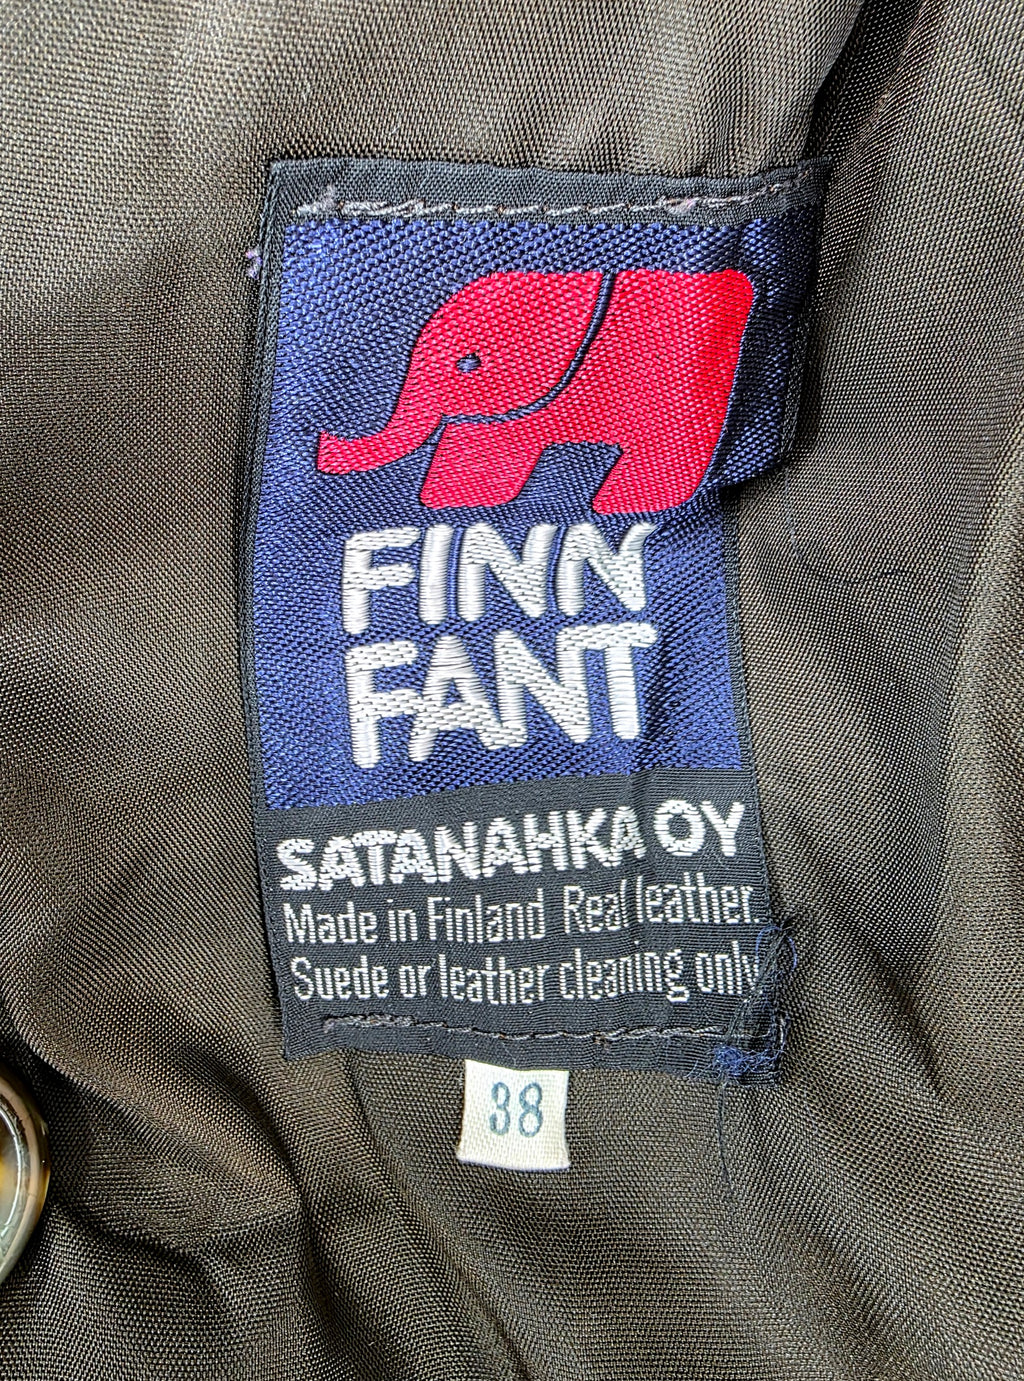 FINN
FANT
SATANAHKA OY
Made in Finland Real leather.
Suede or leather cleaning only
38